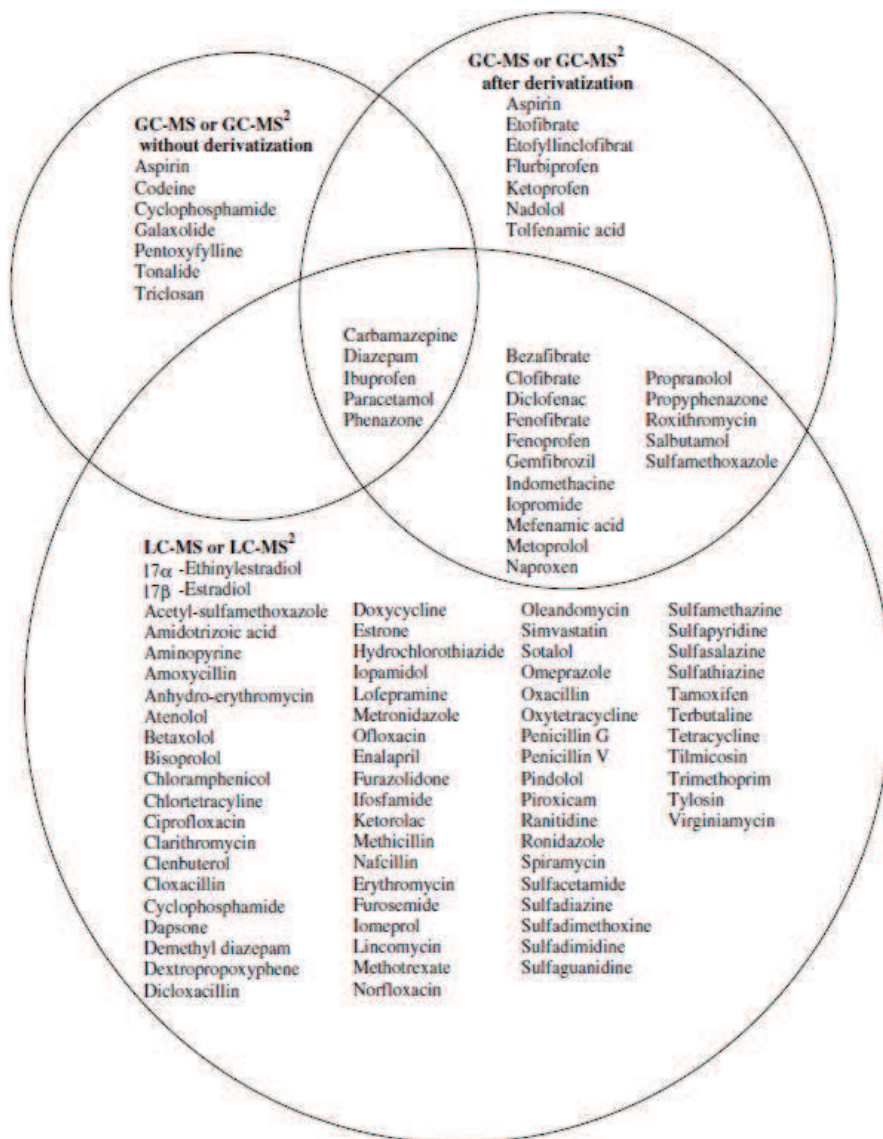 GC-MS or GC-MS2
without derivatization
Aspirin
Codeine
Cyclophosphamide
Galaxolide
Pentoxyfylline
Tonalide
Triclosan
GC-MS or GC-MS2
after derivatization
Aspirin
Etofibrate
Etofyllinclofibrat
Flurbiprofen
Ketoprofen
Nadolol
Tolfenamic acid
Carbamazepine
Diazepam
Ibuprofen
Paracetamol
Phenazone
Bezafibrate
Clofibrate
Diclofenac
Fenofibrate
Fenoprofen
Gemfibrozil
Indomethacine
Iopromide
Mefenamic acid
Metoprolol
Naproxen
Propranolol
Propyphenazone
Roxithromycin
Salbutamol
Sulfamethoxazole
LC-MS or LC-MS2
17α -Ethinylestradiol
17β -Estradiol
Acetyl-sulfamethoxazole
Amidotrizoic acid
Aminopyrine
Amoxycillin
Anhydro-erythromycin
Atenolol
Betaxolol
Bisoprolol
Chloramphenicol
Chlortetracyline
Ciprofloxacin
Clarithromycin
Clenbuterol
Cloxacillin
Cyclophosphamide
Dapsone
Demethyl diazepam
Dextropropoxyphene
Dicloxacillin
Doxycycline
Estrone
Hydrochlorothiazide
Iopamidol
Lofepramine
Metronidazole
Ofloxacin
Enalapril
Furazolidone
Ifosfamide
Ketorolac
Methicillin
Nafcillin
Erythromycin
Furosemide
Iomeprol
Lincomycin
Methotrexate
Norfloxacin
Oleandomycin
Simvastatin
Sotalol
Omeprazole
Oxacillin
Oxytetracycline
Penicillin G
Penicillin V
Pindolol
Piroxicam
Ranitidine
Ronidazole
Spiramycin
Sulfacetamide
Sulfadiazine
Sulfadimethoxine
Sulfadimidine
Sulfaguanidine
Sulfamethazine
Sulfapyridine
Sulfasalazine
Sulfathiazine
Tamoxifen
Terbutaline
Tetracycline
Tilmicosin
Trimethoprim
Tylosin
Virginiamycin